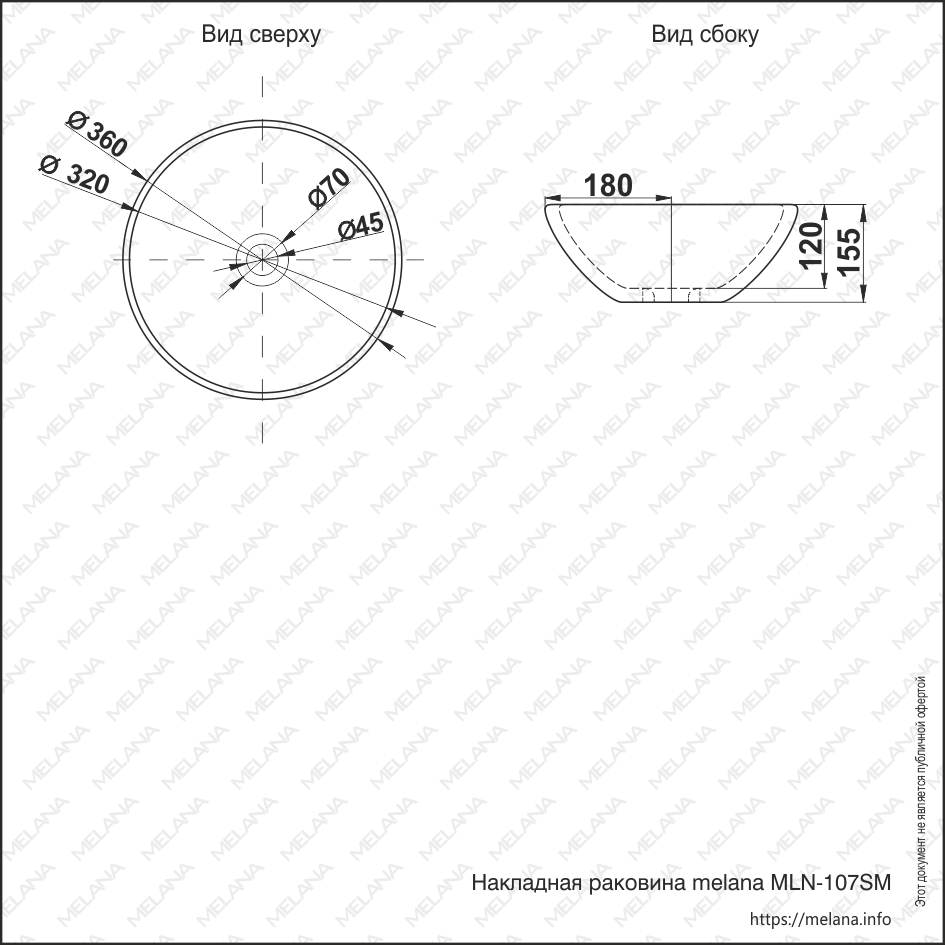 Вид сверху
Вид сбоку
Ø 360
Ø 320
Ø70
Ø45
180
120
155
Этот документ не является публичной офертой
Накладная раковина melana MLN-107SM
https://melana.info
MELANA